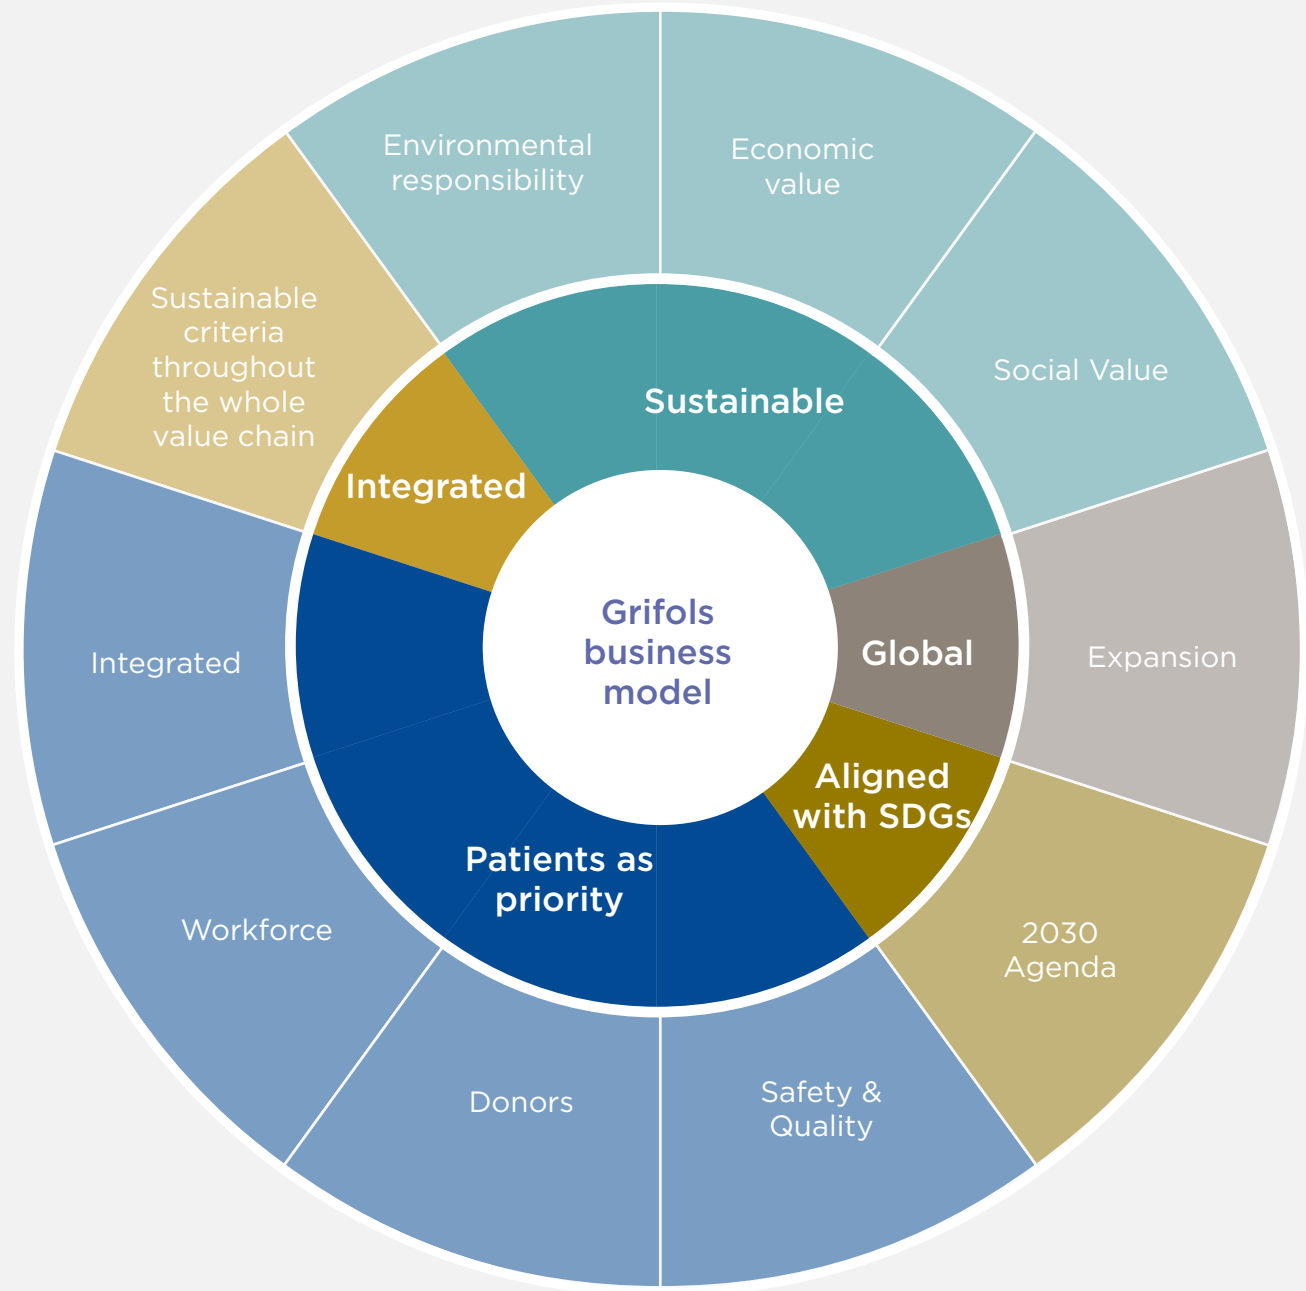 Environmental
responsibility
Economic
value
Sustainable
criteria
throughout
the whole
value chain
Social Value
Sustainable
Integrated
Grifols
business
model
Global
Integrated
Expansion
Aligned
with SDGs
Patients as
priority
Workforce
2030
Agenda
Donors
Safety &
Quality